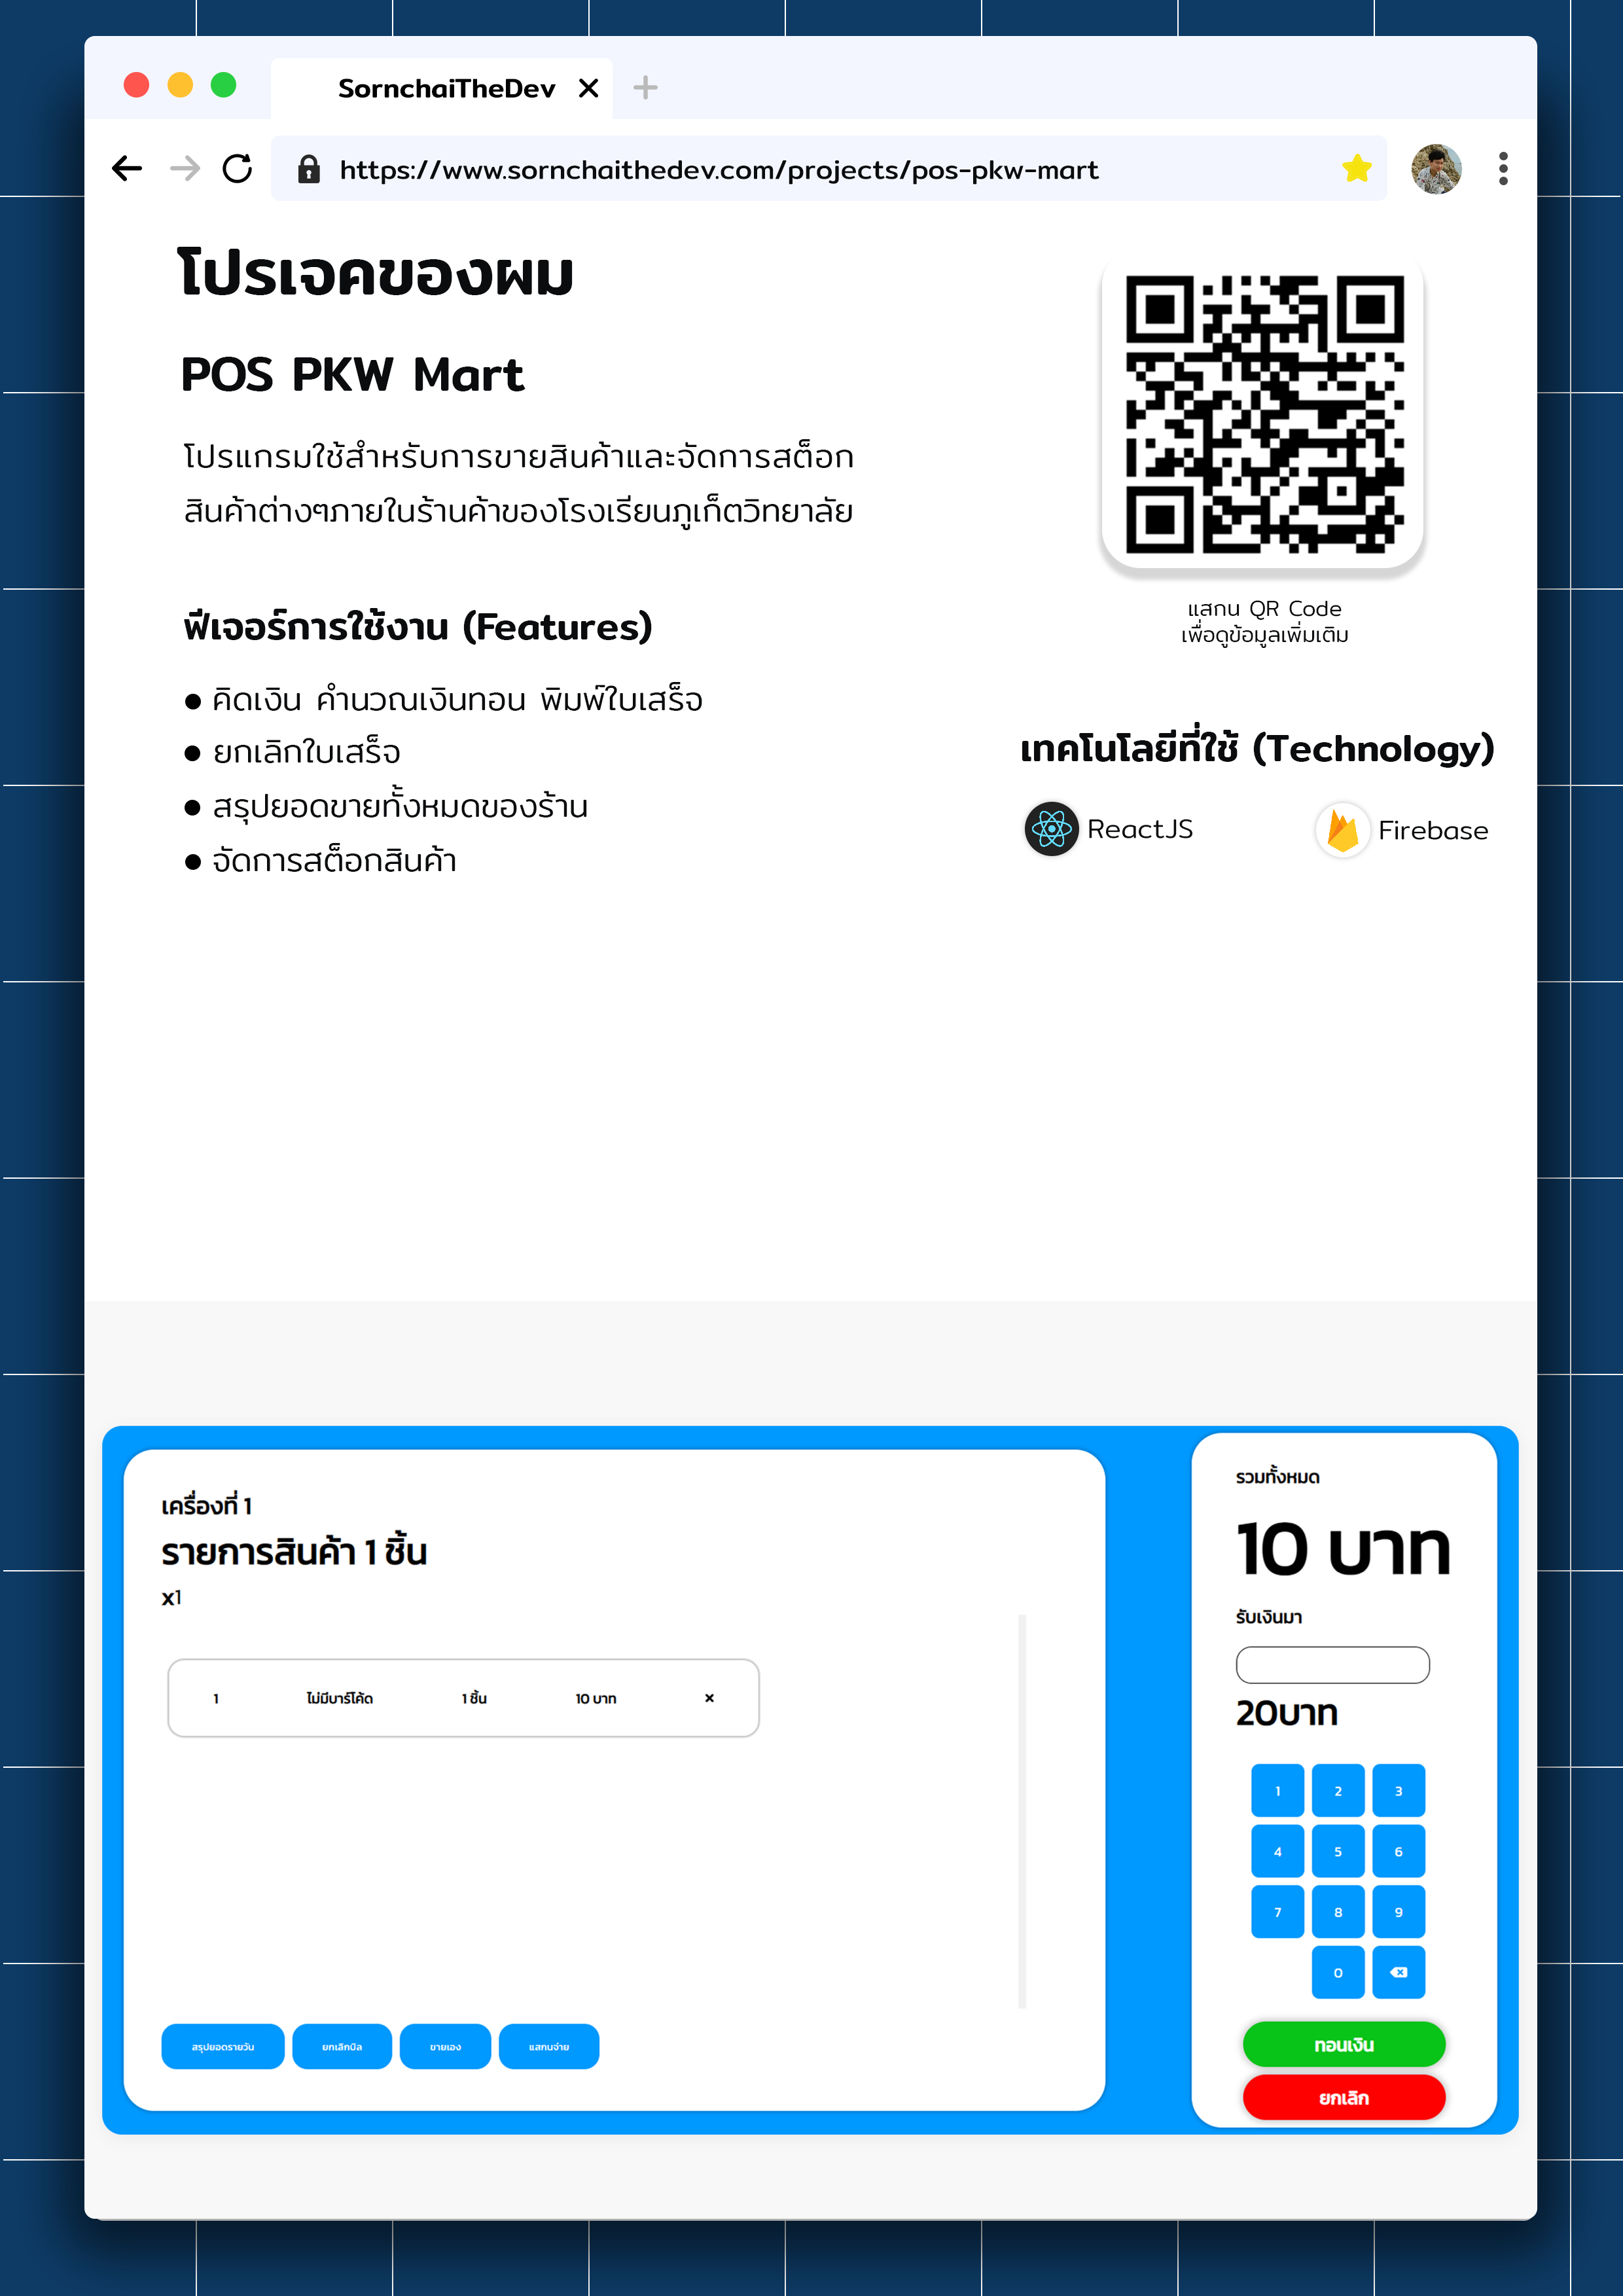 SornchaiTheDev
https://www.sornchaithedev.com/projects/pos-pkw-mart
โปรเจคของผม
POS PKW Mart
โปรแกรมใช้สำหรับการขายสินค้าและจัดการสต็อก
สินค้าต่างๆภายในร้านค้าของโรงเรียนภูเก็ตวิทยาลัย
แสกน QR Code
เพื่อดูข้อมูลเพิ่มเติม
ฟีเจอร์การใช้งาน (Features)
● คิดเงิน คำนวณเงินทอน พิมพ์ใบเสร็จ
● ยกเลิกใบเสร็จ
● สรุปยอดขายทั้งหมดของร้าน
● จัดการสต็อกสินค้า
เทคโนโลยีที่ใช้ (Technology)
ReactJS Firebase
เครื่องที่ 1
รายการสินค้า 1 ชิ้น
x1
1 ไม่มีบาร์โค้ด 1 ชิ้น 10 บาท ×
สรุปยอดรายวัน ยกเลิกบิล ขายเอง แสกนจ่าย
รวมทั้งหมด
10 บาท
รับเงินมา
20บาท
1 2 3
4 5 6
7 8 9
0
ทอนเงิน
ยกเลิก